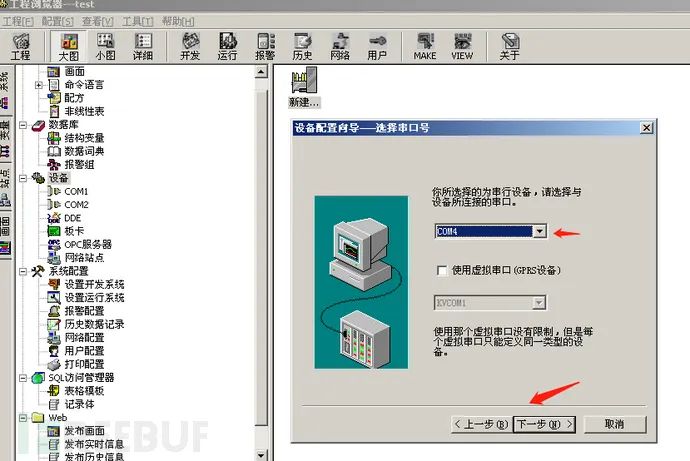 工程浏览器---test
工程[F] 配置[S] 查看[V] 工具[T] 帮助[H]
工程 大图 小图 详细 开发 运行 报警 历史 网络 用户 MAKE VIEW 关于
系统
变量
站点
画面
画面
命令语言
配方
非线性表
数据库
结构变量
数据词典
报警组
设备
COM1
COM2
DDE
板卡
OPC服务器
网络站点
系统配置
设置开发系统
设置运行系统
报警配置
历史数据记录
网络配置
用户配置
打印配置
SQL访问管理器
表格模板
记录体
Web
发布画面
发布实时信息
发布历史信息
新建...
设备配置向导---选择串口号
你所选择的为串行设备，请选择与
设备所连接的串口。
COM4
使用虚拟串口(GPRS设备)
XVCOM1
使用那个虚拟串口没有限制，但是每
个虚拟串口只能定义同一类型的设
备。
< 上一步(B) 下一步(N) > 取消